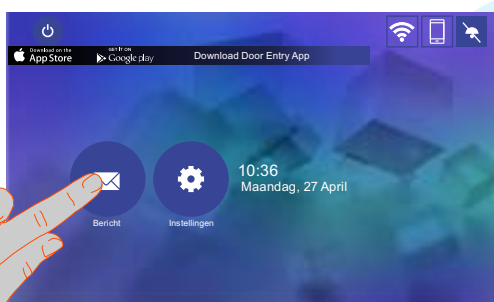 Download on the
App Store
GET IT ON
Google play
Download Door Entry App
10:36
Maandag, 27 April
Bericht
Instellingen